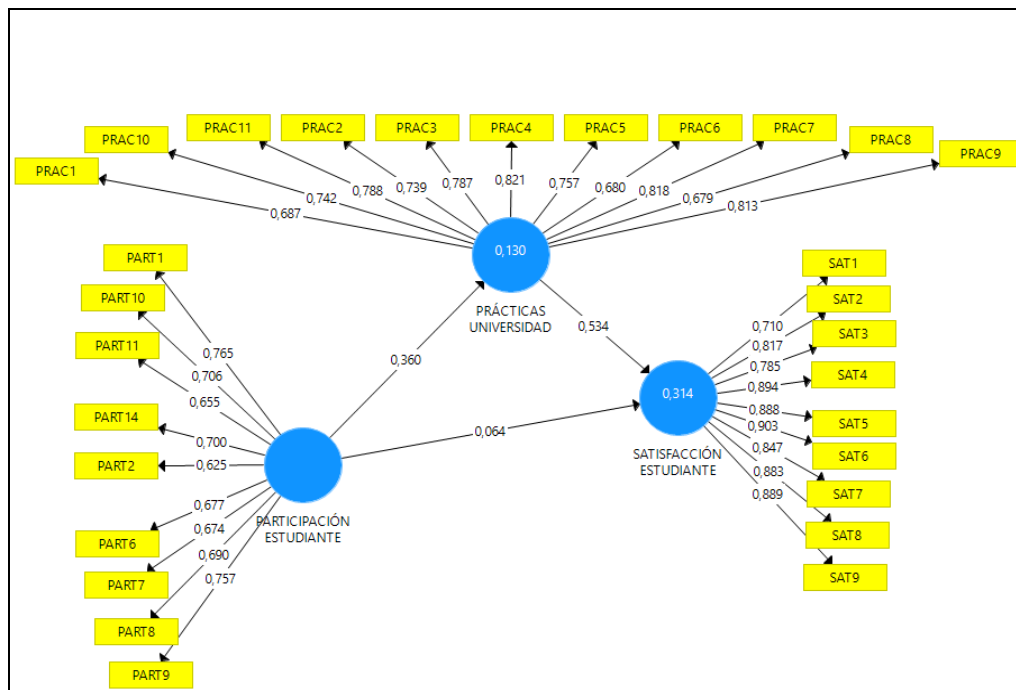 PRAC1
PRAC10
PRAC11
PRAC2
PRAC3
PRAC4
PRAC5
PRAC6
PRAC7
PRAC8
PRAC9
0,687
0,742
0,788
0,739
0,787
0,821
0,757
0,680
0,818
0,679
0,813
0,130
PRÁCTICAS
UNIVERSIDAD
PART1
PART10
PART11
PART14
PART2
PART6
PART7
PART8
PART9
0,765
0,706
0,655
0,700
0,625
0,677
0,674
0,690
0,757
PARTICIPACIÓN
ESTUDIANTE
0,360
0,534
0,064
0,314
SATISFACCIÓN
ESTUDIANTE
0,710
0,817
0,785
0,894
0,888
0,903
0,847
0,883
0,889
SAT1
SAT2
SAT3
SAT4
SAT5
SAT6
SAT7
SAT8
SAT9